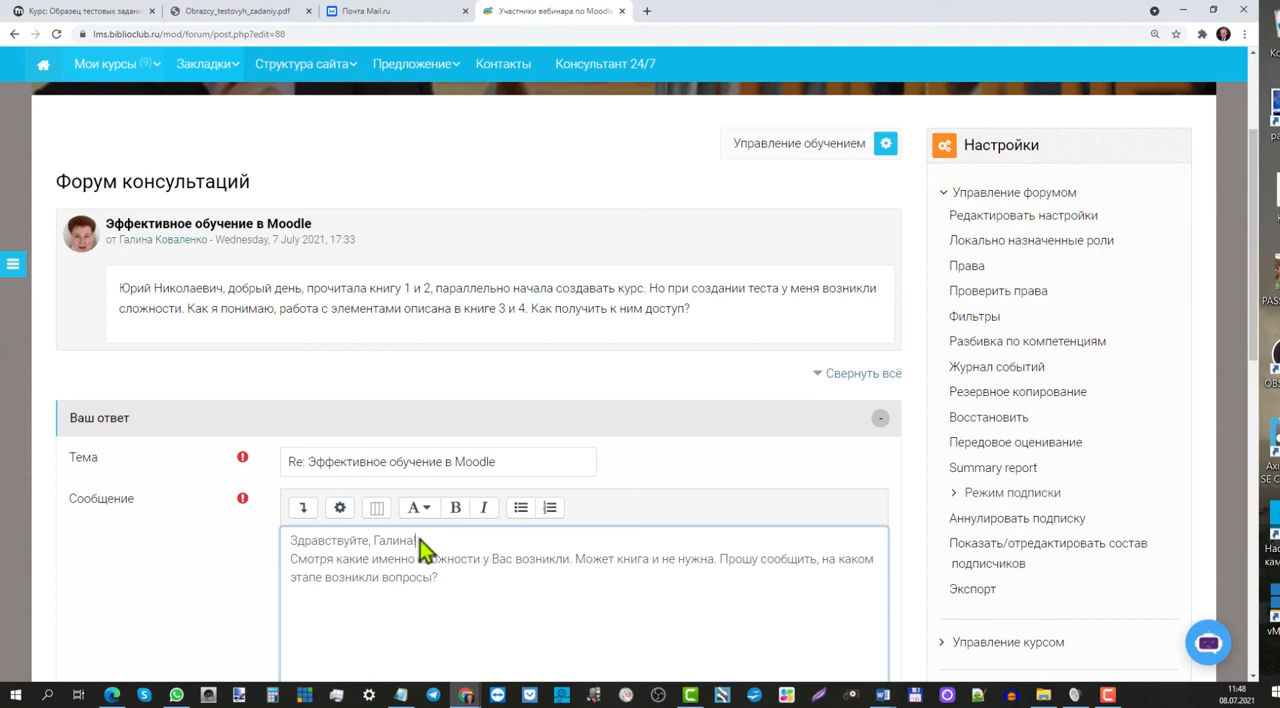 Курс: Образец тестовых задани
Obrazcy_testovyh_zadaniy.pdf
Почта Mail.ru
Участники вебинара по Moodle
lms.biblioclub.ru/mod/forum/post.php?edit=88
Мои курсы (9)
Закладки
Структура сайта
Предложение
Контакты
Консультант 24/7
Управление обучением
Форум консультаций
Эффективное обучение в Moodle
от Галина Коваленко - Wednesday, 7 July 2021, 17:33
Юрий Николаевич, добрый день, прочитала книгу 1 и 2, параллельно начала создавать курс. Но при создании теста у меня возникли
сложности. Как я понимаю, работа с элементами описана в книге 3 и 4. Как получить к ним доступ?
Свернуть всё
Ваш ответ
Тема
Re: Эффективное обучение в Moodle
Сообщение
A
B
I
Здравствуйте, Галина!
Смотря какие именно у Вас возникли. Может книга и не нужна. Прошу сообщить, на каком
этапе возникли вопросы?
Настройки
Управление форумом
Редактировать настройки
Локально назначенные роли
Права
Проверить права
Фильтры
Разбивка по компетенциям
Журнал событий
Резервное копирование
Восстановить
Передовое оценивание
Summary report
Режим подписки
Аннулировать подписку
Показать/отредактировать состав
подписчиков
Экспорт
Управление курсом
11:48
08.07.2021